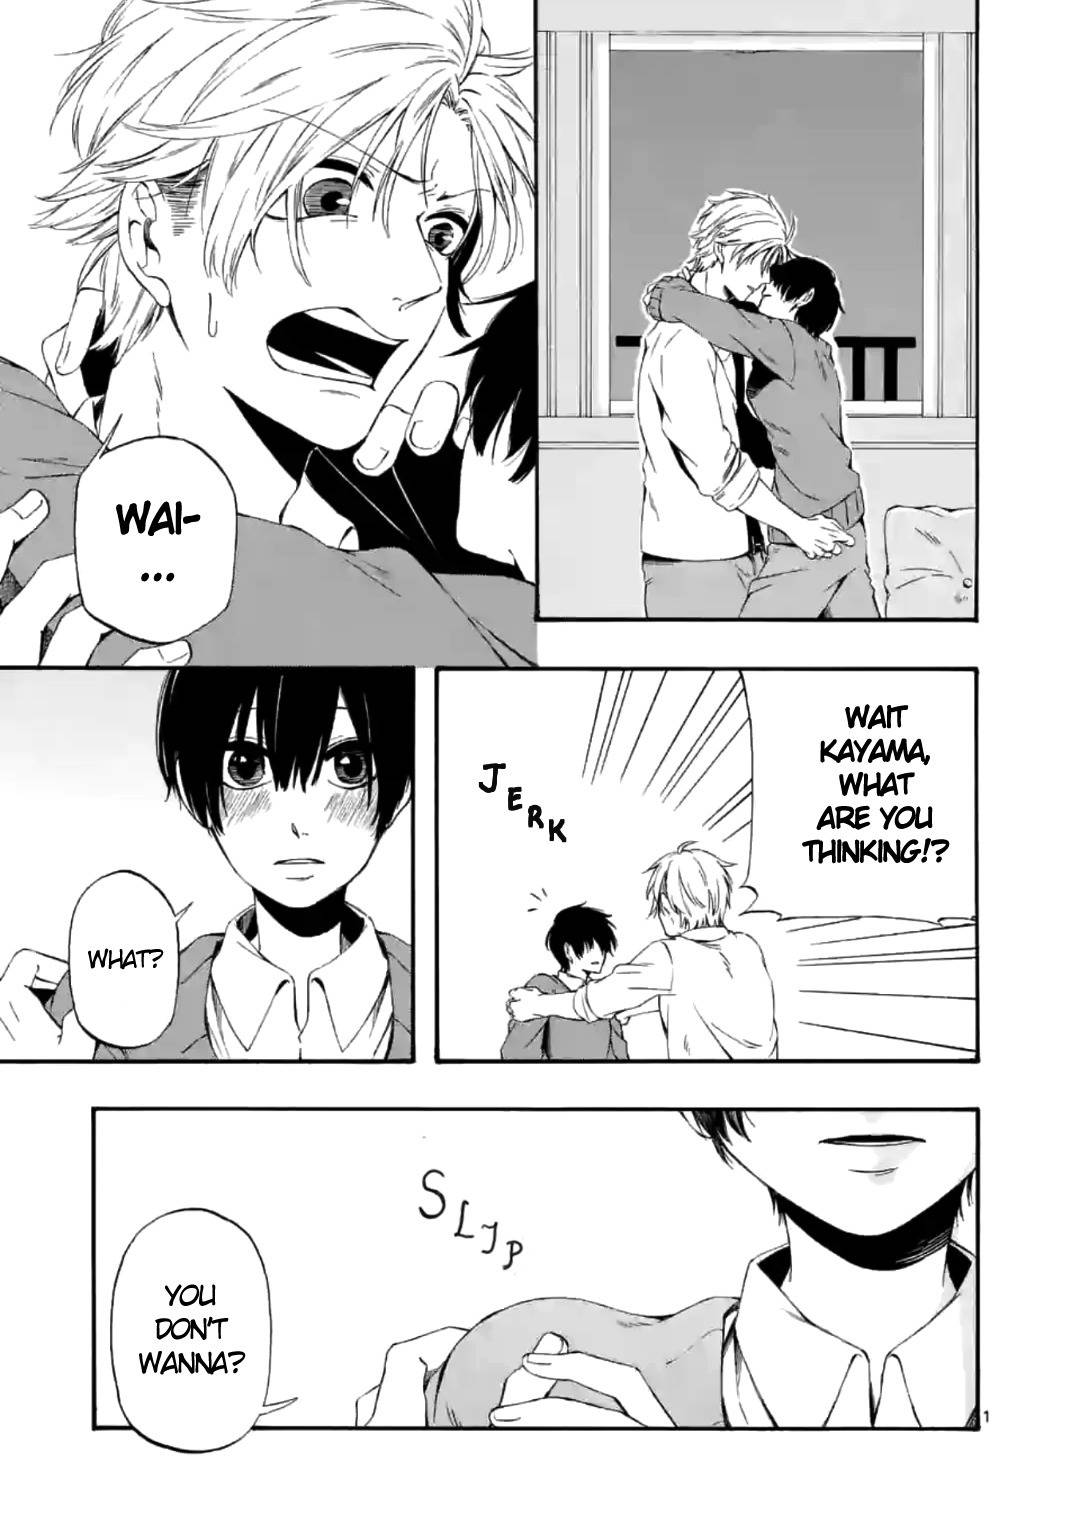 WAI-
...
WAIT
KAYAMA,
WHAT
ARE YOU
THINKING!?
JERK
WHAT?
SLIP
YOU
DON'T
WANNA?
1